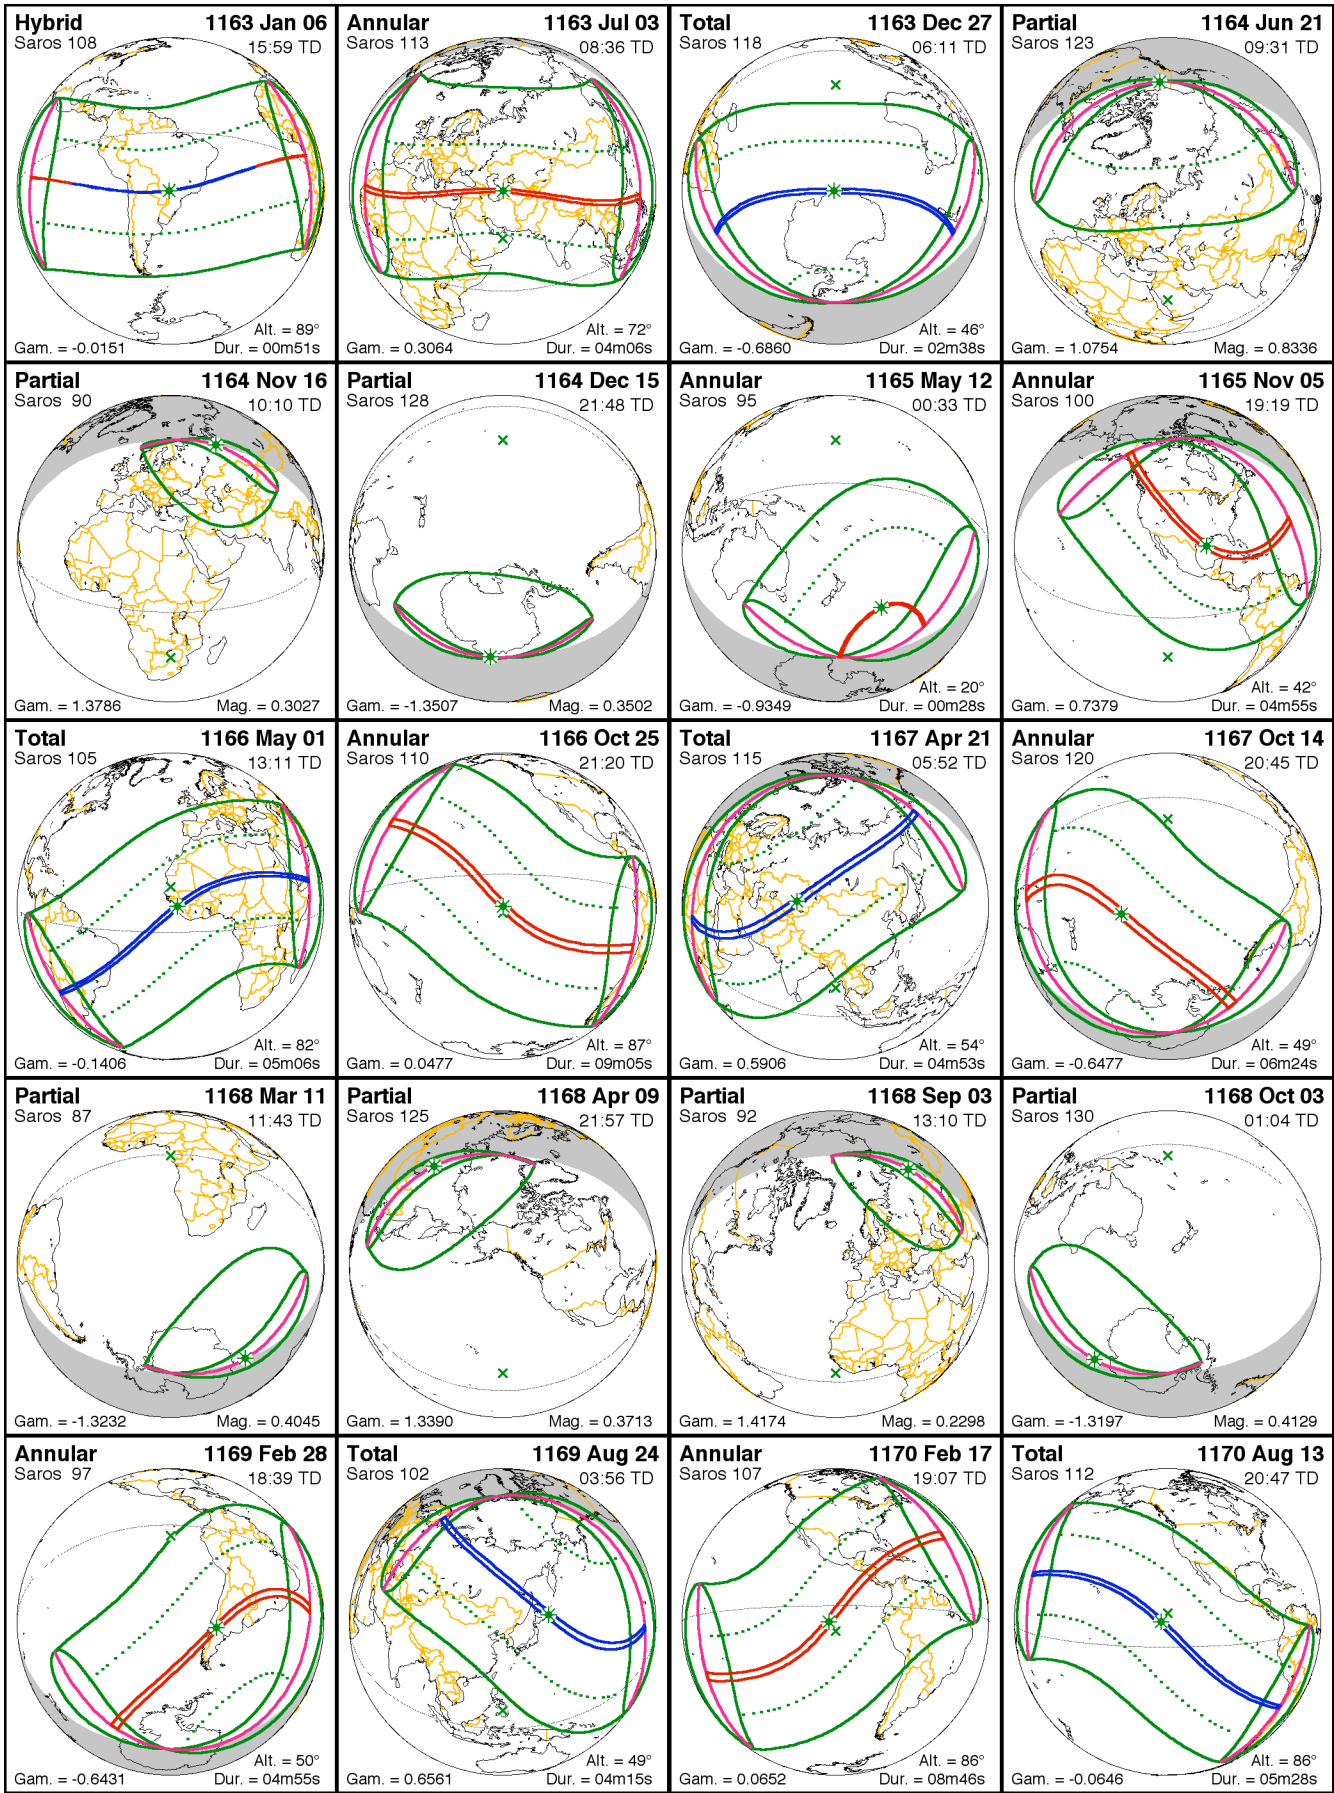 Hybrid 1163 Jan 06
Saros 108 15:59 TD
Alt. = 89°
Gam. = -0.0151 Dur. = 00m51s
Annular 1163 Jul 03
Saros 113 08:36 TD
Alt. = 72°
Gam. = 0.3064 Dur. = 04m06s
Total 1163 Dec 27
Saros 118 06:11 TD
Alt. = 46°
Gam. = -0.6860 Dur. = 02m38s
Partial 1164 Jun 21
Saros 123 09:31 TD
Gam. = 1.0754 Mag. = 0.8336
Partial 1164 Nov 16
Saros 90 10:10 TD
Gam. = 1.3786 Mag. = 0.3027
Partial 1164 Dec 15
Saros 128 21:48 TD
Gam. = -1.3507 Mag. = 0.3502
Annular 1165 May 12
Saros 95 00:33 TD
Alt. = 20°
Gam. = -0.9349 Dur. = 00m28s
Annular 1165 Nov 05
Saros 100 19:19 TD
Alt. = 42°
Gam. = 0.7379 Dur. = 04m55s
Total 1166 May 01
Saros 105 13:11 TD
Alt. = 82°
Gam. = -0.1406 Dur. = 05m06s
Annular 1166 Oct 25
Saros 110 21:20 TD
Alt. = 87°
Gam. = 0.0477 Dur. = 09m05s
Total 1167 Apr 21
Saros 115 05:52 TD
Alt. = 54°
Gam. = 0.5906 Dur. = 04m53s
Annular 1167 Oct 14
Saros 120 20:45 TD
Alt. = 49°
Gam. = -0.6477 Dur. = 06m24s
Partial 1168 Mar 11
Saros 87 11:43 TD
Gam. = -1.3232 Mag. = 0.4045
Partial 1168 Apr 09
Saros 125 21:57 TD
Gam. = 1.3390 Mag. = 0.3713
Partial 1168 Sep 03
Saros 92 13:10 TD
Gam. = 1.4174 Mag. = 0.2298
Partial 1168 Oct 03
Saros 130 01:04 TD
Gam. = -1.3197 Mag. = 0.4129
Annular 1169 Feb 28
Saros 97 18:39 TD
Alt. = 50°
Gam. = -0.6431 Dur. = 04m55s
Total 1169 Aug 24
Saros 102 03:56 TD
Alt. = 49°
Gam. = 0.6561 Dur. = 04m15s
Annular 1170 Feb 17
Saros 107 19:07 TD
Alt. = 86°
Gam. = 0.0652 Dur. = 08m46s
Total 1170 Aug 13
Saros 112 20:47 TD
Alt. = 86°
Gam. = -0.0646 Dur. = 05m28s